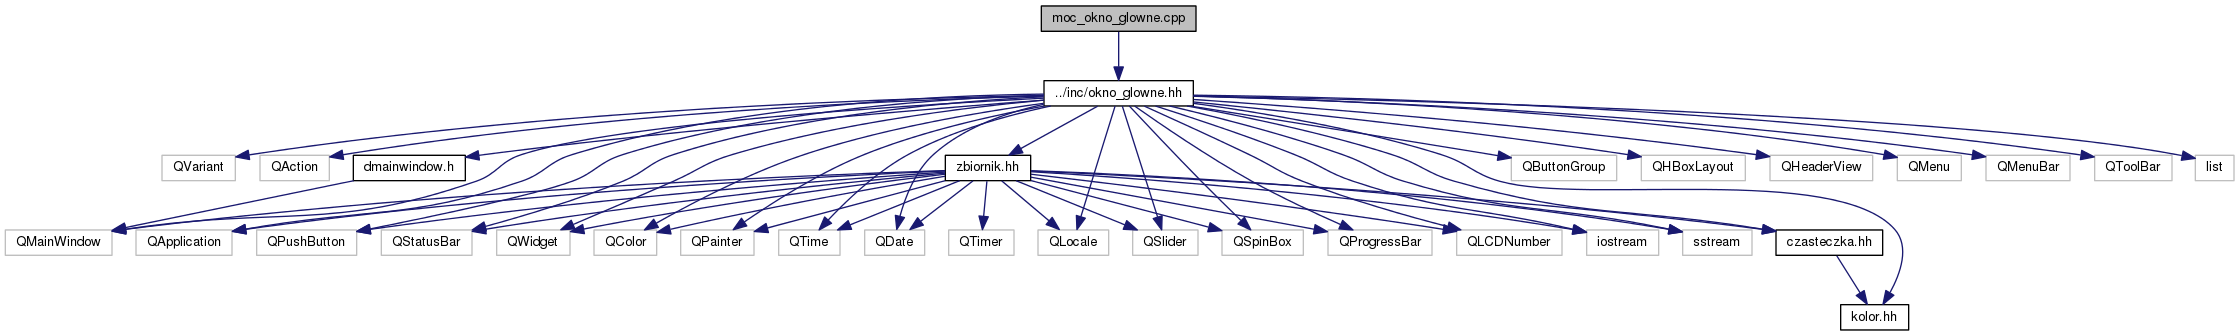 moc_okno_glowne.cpp
../inc/okno_glowne.hh
QVariant
QAction
dmainwindow.h
zbiornik.hh
QButtonGroup
QHBoxLayout
QHeaderView
QMenu
QMenuBar
QToolBar
list
QMainWindow
QApplication
QPushButton
QStatusBar
QWidget
QColor
QPainter
QTime
QDate
QTimer
QLocale
QSlider
QSpinBox
QProgressBar
QLCDNumber
iostream
sstream
czasteczka.hh
kolor.hh